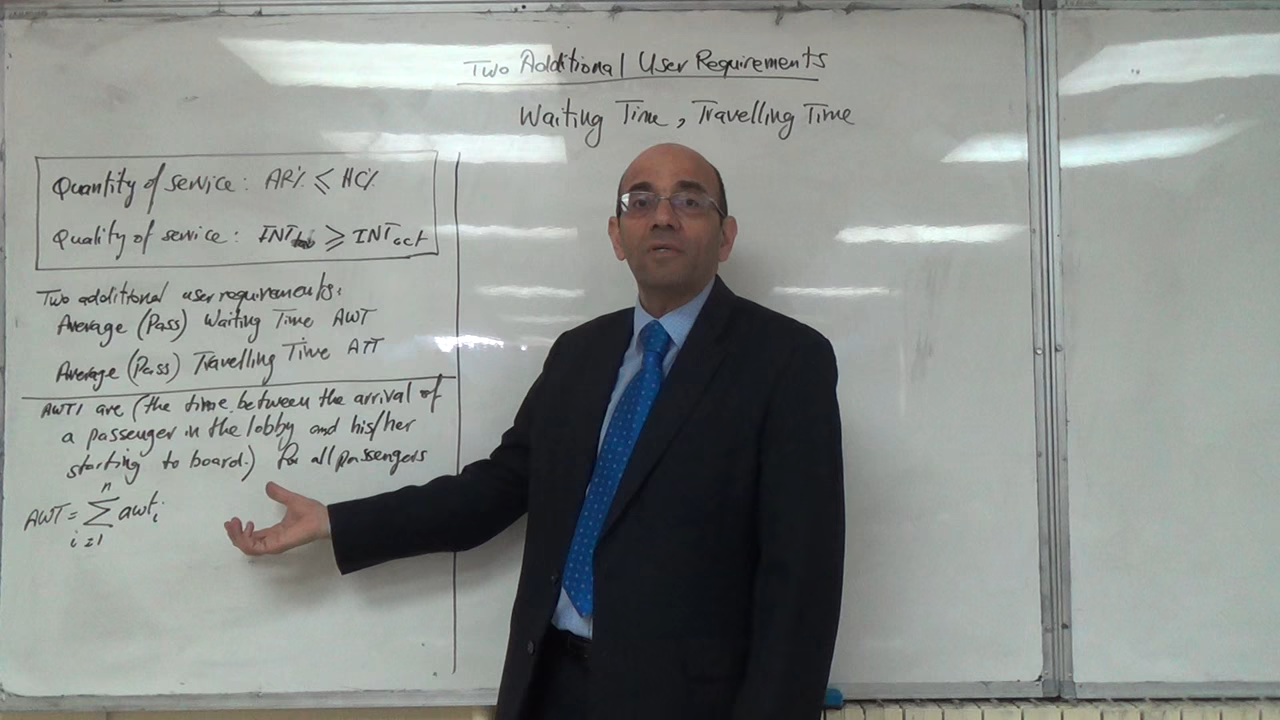 Two Additional User Requirements
Waiting Time, Travelling Time
Quantity of service: AR% ⩽ HC%
Quality of service: INT ⩾ INT act
Two additional user requirements:
Average (Pass) Waiting Time AWT
Average (Pass) Travelling Time ATT
are (the time between the arrival of
a passenger in the lobby and his/her
starting to board.) for all passengers
n
AWT = ∑ awti
i=1